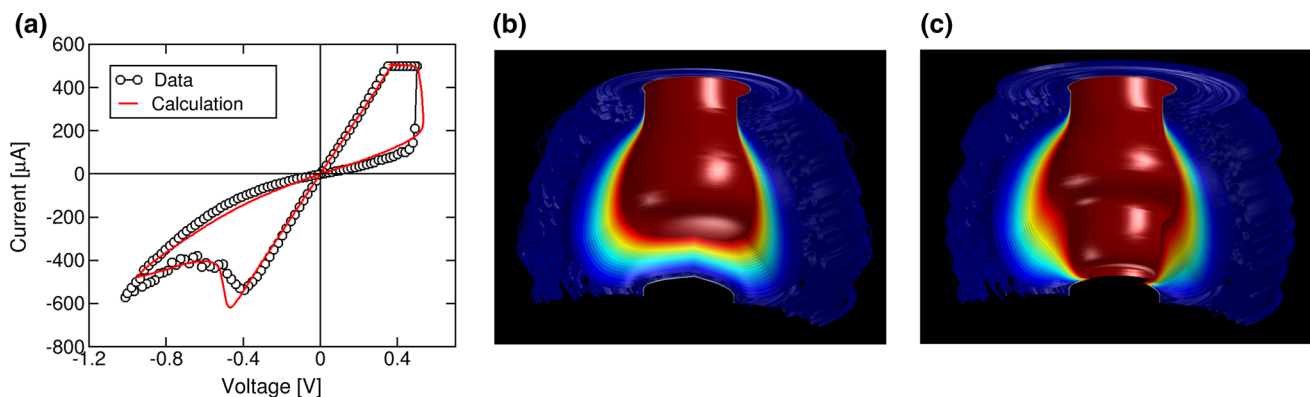 (a)
(b)
(c)
600
400
200
0
-200
-400
-600
-800
Current [µA]
Data
Calculation
-1.2
-0.8
-0.4
0
0.4
Voltage [V]